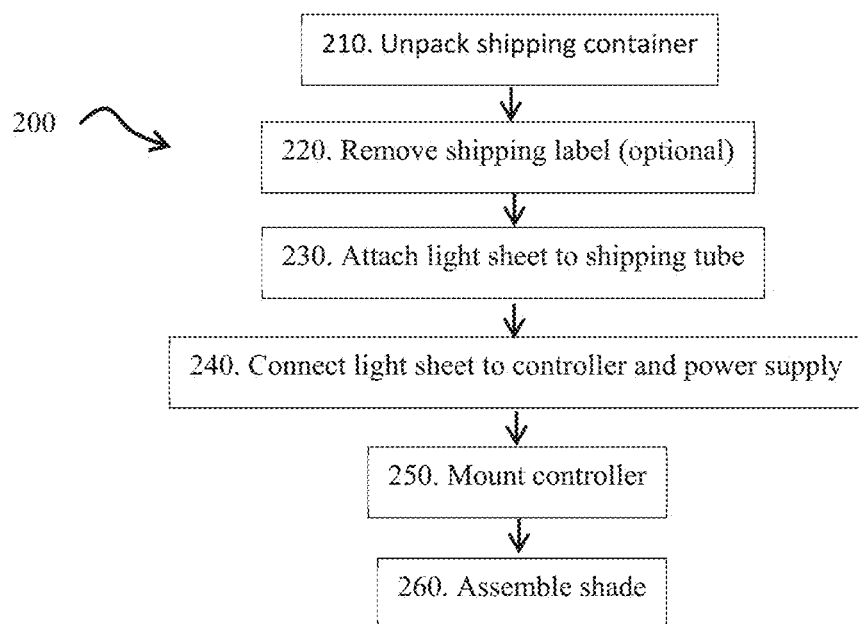 210. Unpack shipping container
200
220. Remove shipping label (optional)
230. Attach light sheet to shipping tube
240. Connect light sheet to controller and power supply
250. Mount controller
260. Assemble shade